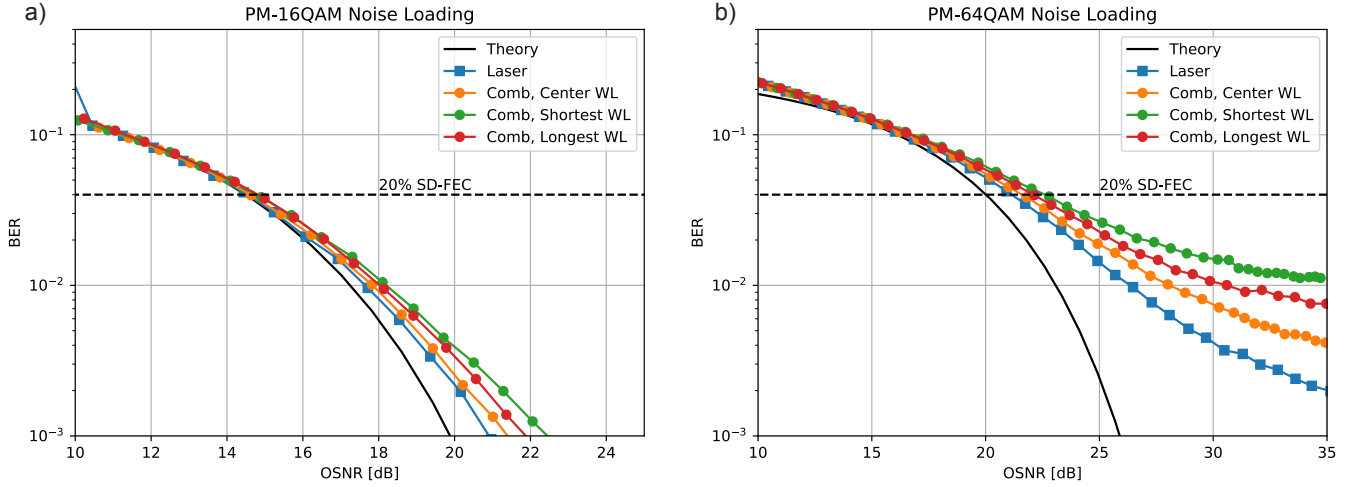 a)
PM-16QAM Noise Loading
Theory
Laser
Comb, Center WL
Comb, Shortest WL
Comb, Longest WL
20% SD-FEC
BER
10⁻¹
10⁻²
10⁻³
10 12 14 16 18 20 22 24
OSNR [dB]
b)
PM-64QAM Noise Loading
Theory
Laser
Comb, Center WL
Comb, Shortest WL
Comb, Longest WL
20% SD-FEC
BER
10⁻¹
10⁻²
10⁻³
10 15 20 25 30 35
OSNR [dB]